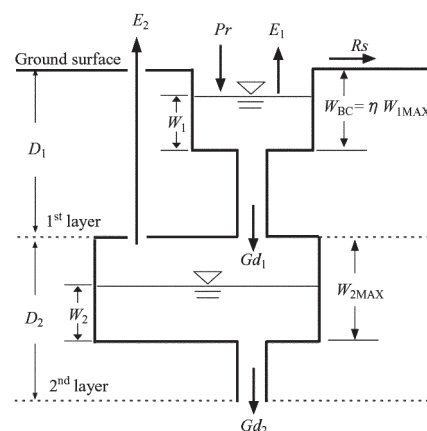 E2 Pr E1 Rs
Ground surface
W1 WBC = η W1MAX
D1
1st layer
Gd1
W2MAX
D2 W2
2nd layer
Gd2